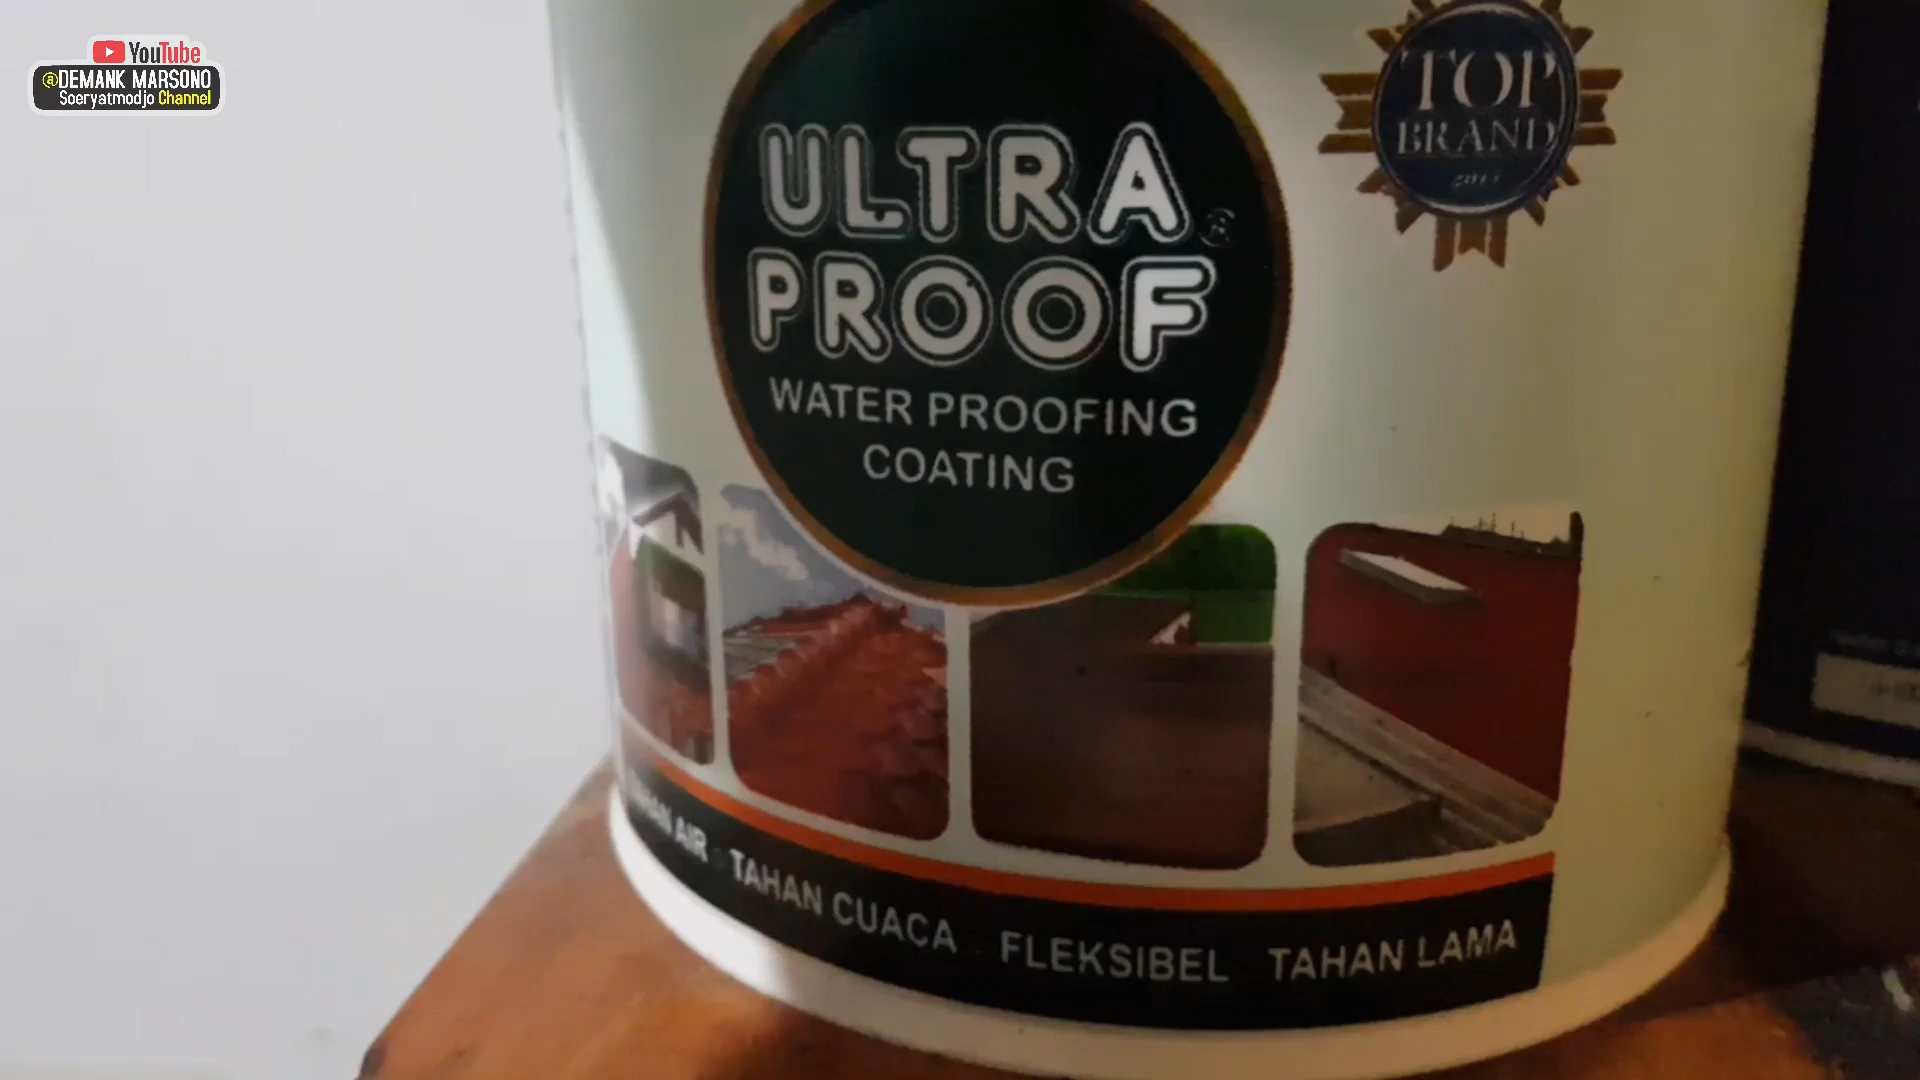 YouTube
@DEMANK MARSONO
Soeryatmodjo Channel
TOP
BRAND
ULTRA®
PROOF
WATER PROOFING
COATING
AIR TAHAN CUACA FLEKSIBEL TAHAN LAMA